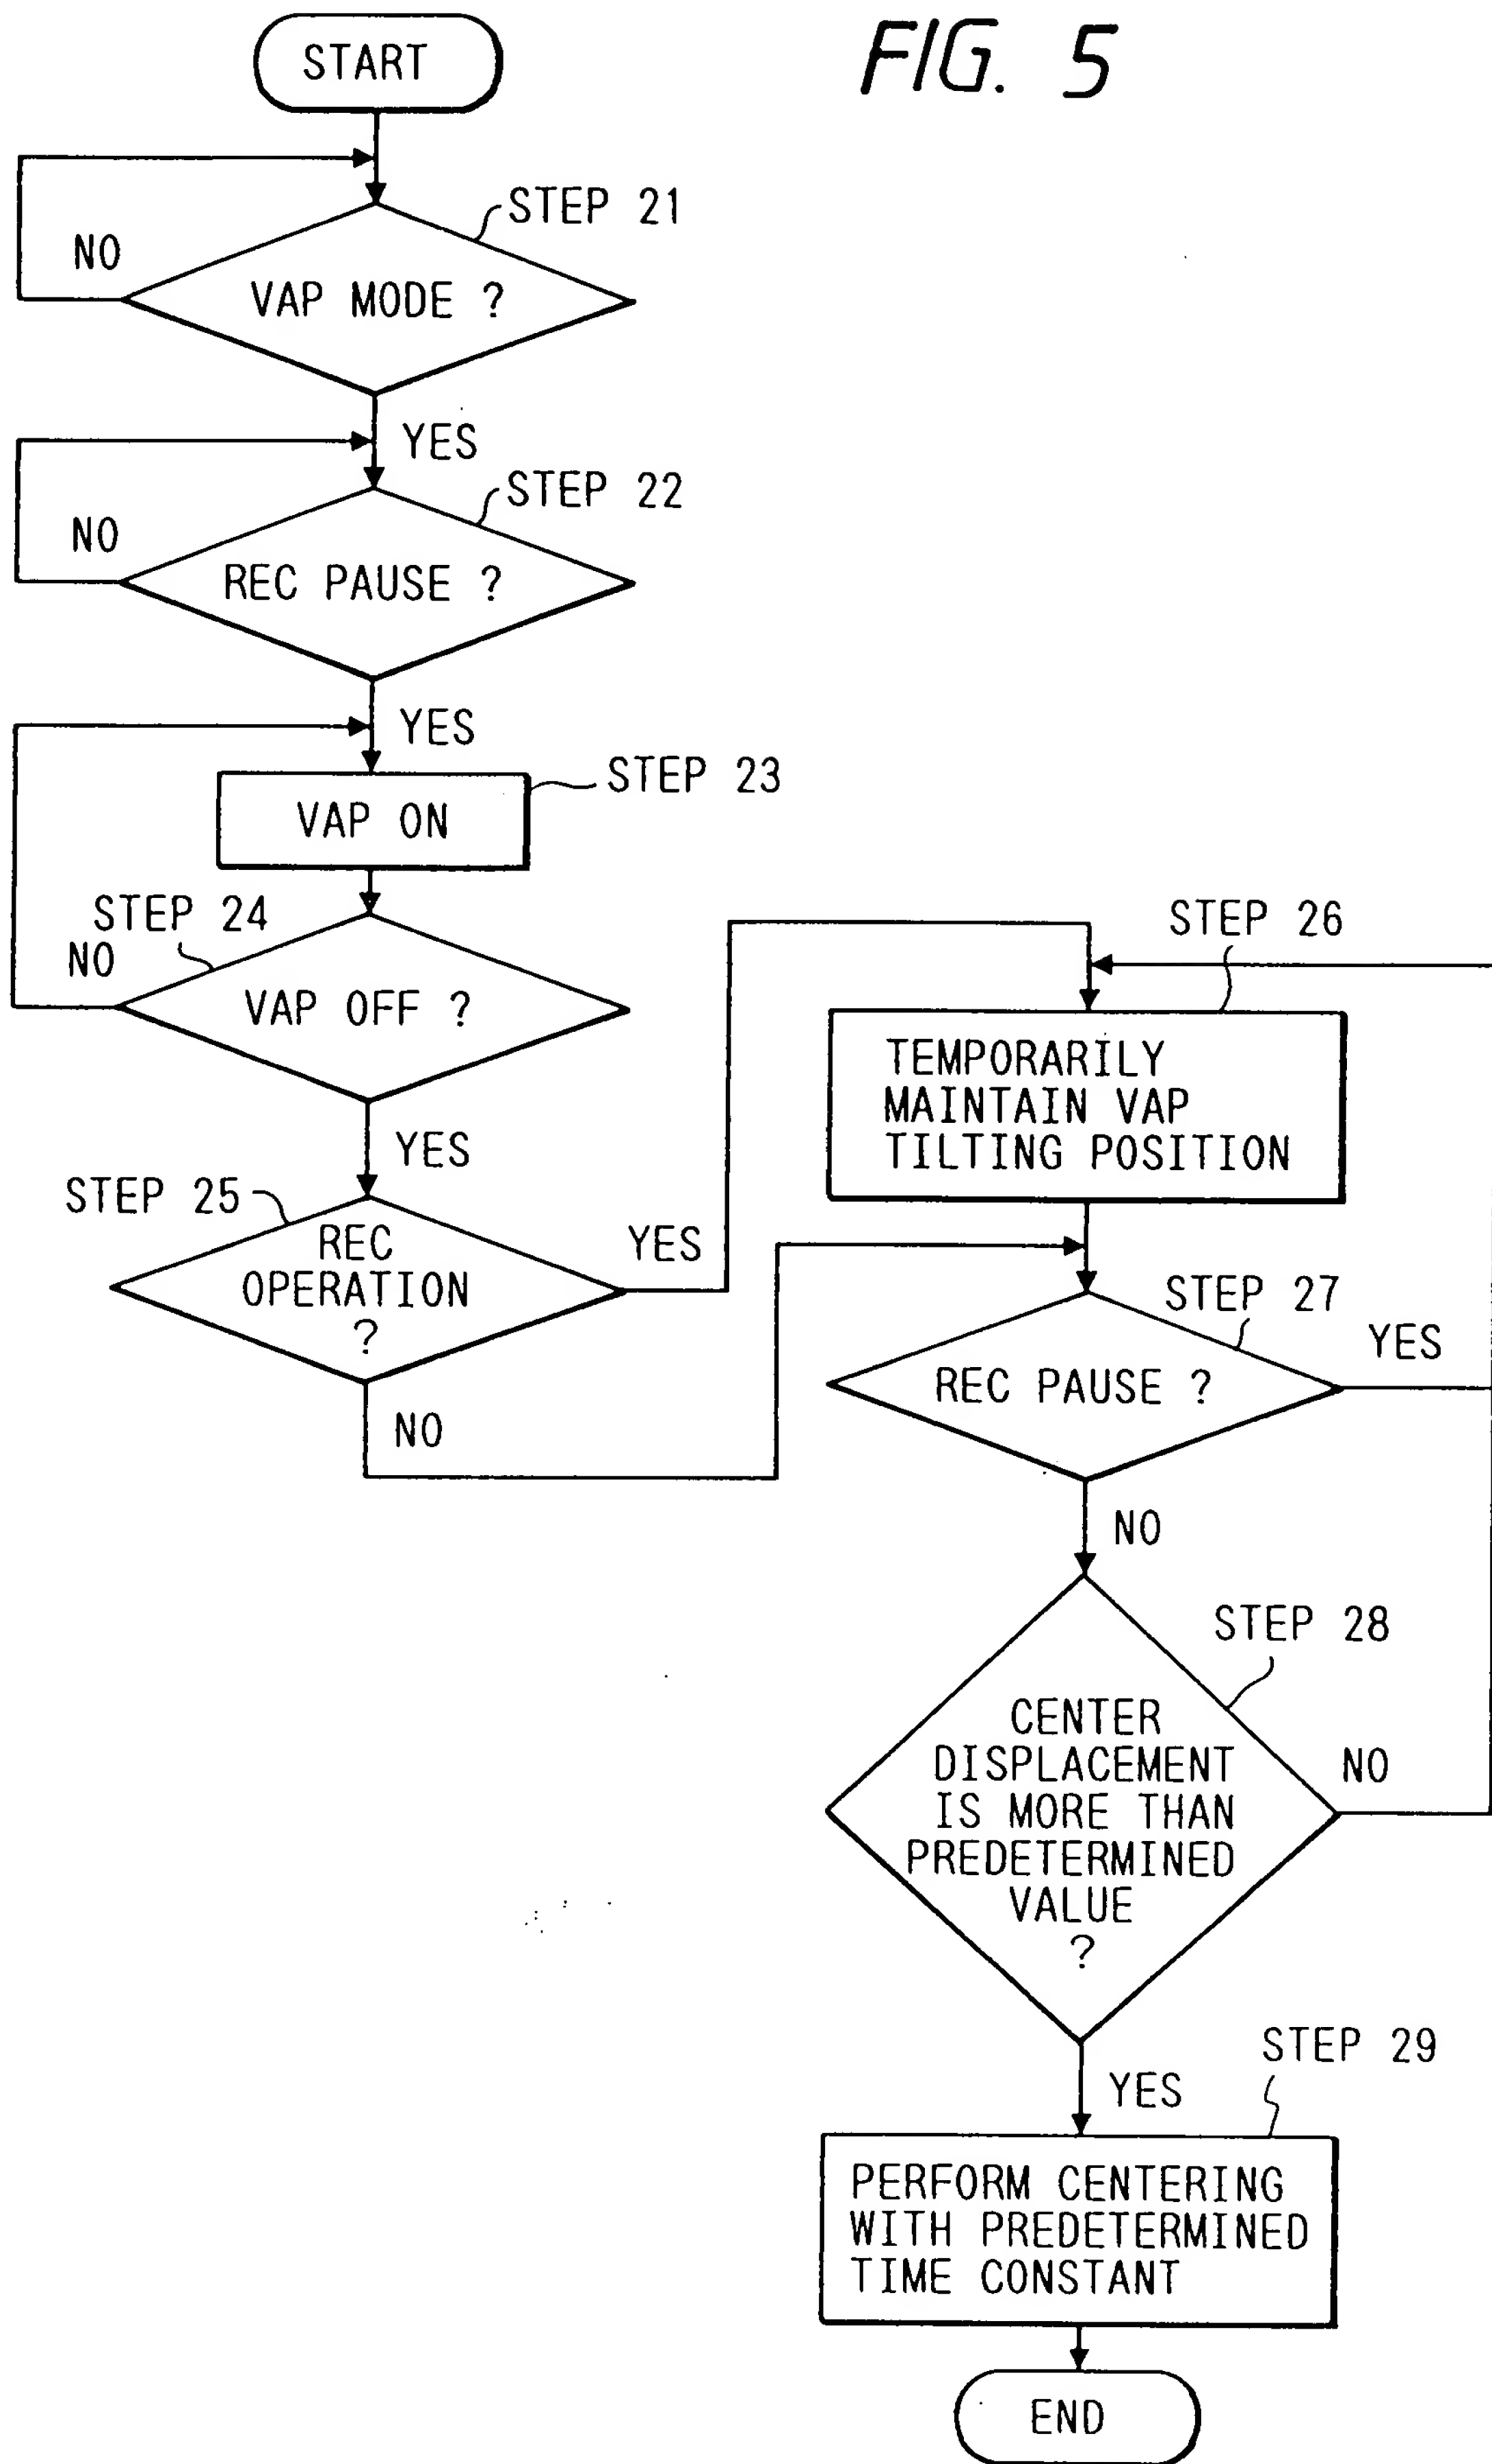 FIG. 5
START
STEP 21
NO
VAP MODE ?
YES
STEP 22
NO
REC PAUSE ?
YES
STEP 23
VAP ON
STEP 24
NO
VAP OFF ?
YES
STEP 25
REC
OPERATION
?
YES
NO
STEP 26
TEMPORARILY
MAINTAIN VAP
TILTING POSITION
STEP 27
YES
REC PAUSE ?
NO
STEP 28
CENTER
DISPLACEMENT
IS MORE THAN
PREDETERMINED
VALUE
?
NO
YES
STEP 29
PERFORM CENTERING
WITH PREDETERMINED
TIME CONSTANT
END